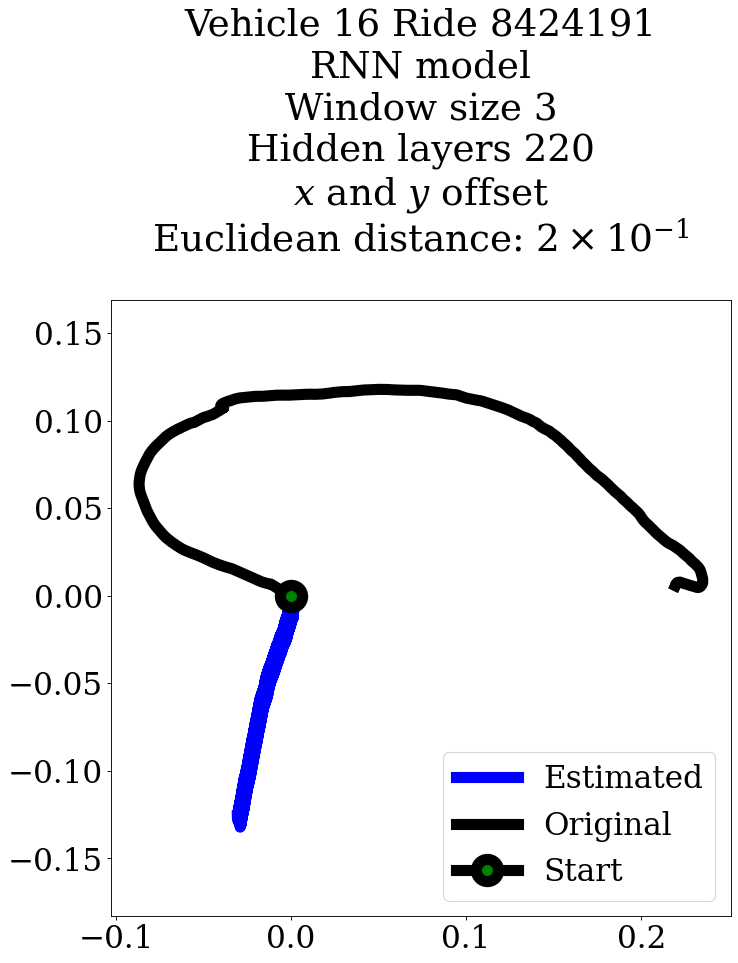 Vehicle 16 Ride 8424191
RNN model
Window size 3
Hidden layers 220
x and y offset
Euclidean distance: 2 × 10⁻¹
0.15
0.10
0.05
0.00
−0.05
−0.10
−0.15
−0.1
0.0
0.1
0.2
Estimated
Original
Start